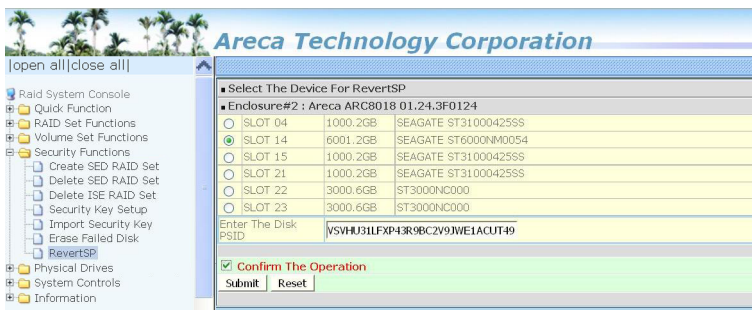 Areca Technology Corporation
|open all|close all|
Raid System Console
Quick Function
RAID Set Functions
Volume Set Functions
Security Functions
Create SED RAID Set
Delete SED RAID Set
Delete ISE RAID Set
Security Key Setup
Import Security Key
Erase Failed Disk
RevertSP
Physical Drives
System Controls
Information
Select The Device For RevertSP
Enclosure#2 : Areca ARC8018 01.24.3F0124
SLOT 04 1000.2GB SEAGATE ST31000425SS
SLOT 14 6001.2GB SEAGATE ST6000NM0054
SLOT 15 1000.2GB SEAGATE ST31000425SS
SLOT 21 1000.2GB SEAGATE ST31000425SS
SLOT 22 3000.6GB ST3000NC000
SLOT 23 3000.6GB ST3000NC000
Enter The Disk
PSID
VSVHU31LFXP43R9BC2V9JWE1ACUT49
Confirm The Operation
Submit Reset